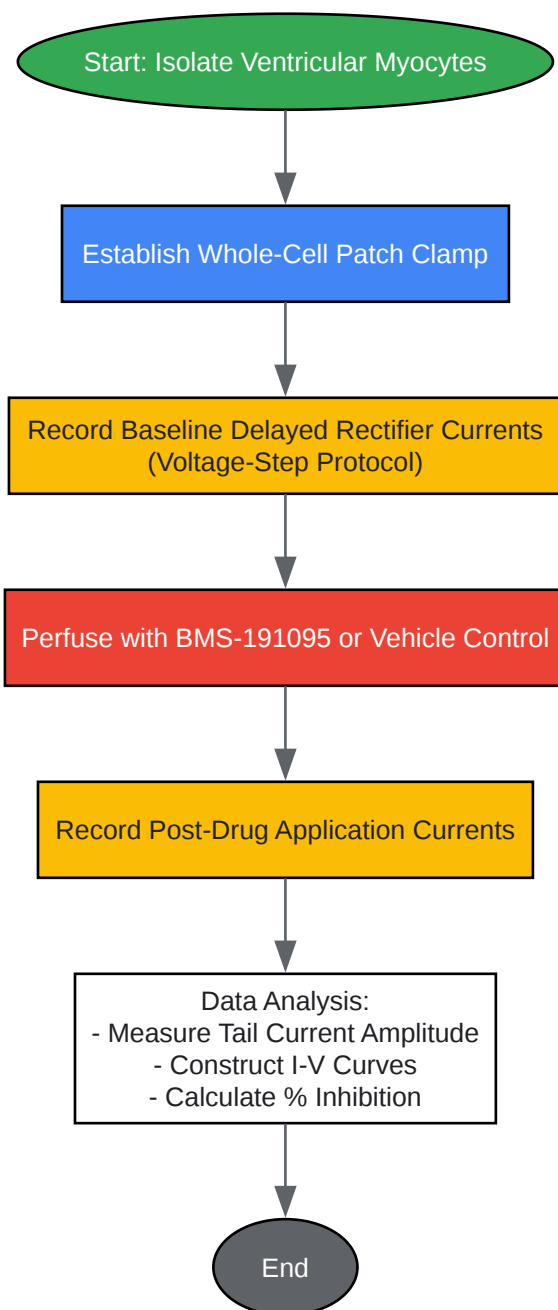 Start: Isolate Ventricular Myocytes
Establish Whole-Cell Patch Clamp
Record Baseline Delayed Rectifier Currents
(Voltage-Step Protocol)
Perfuse with BMS-191095 or Vehicle Control
Record Post-Drug Application Currents
Data Analysis:
- Measure Tail Current Amplitude
- Construct I-V Curves
- Calculate % Inhibition
End